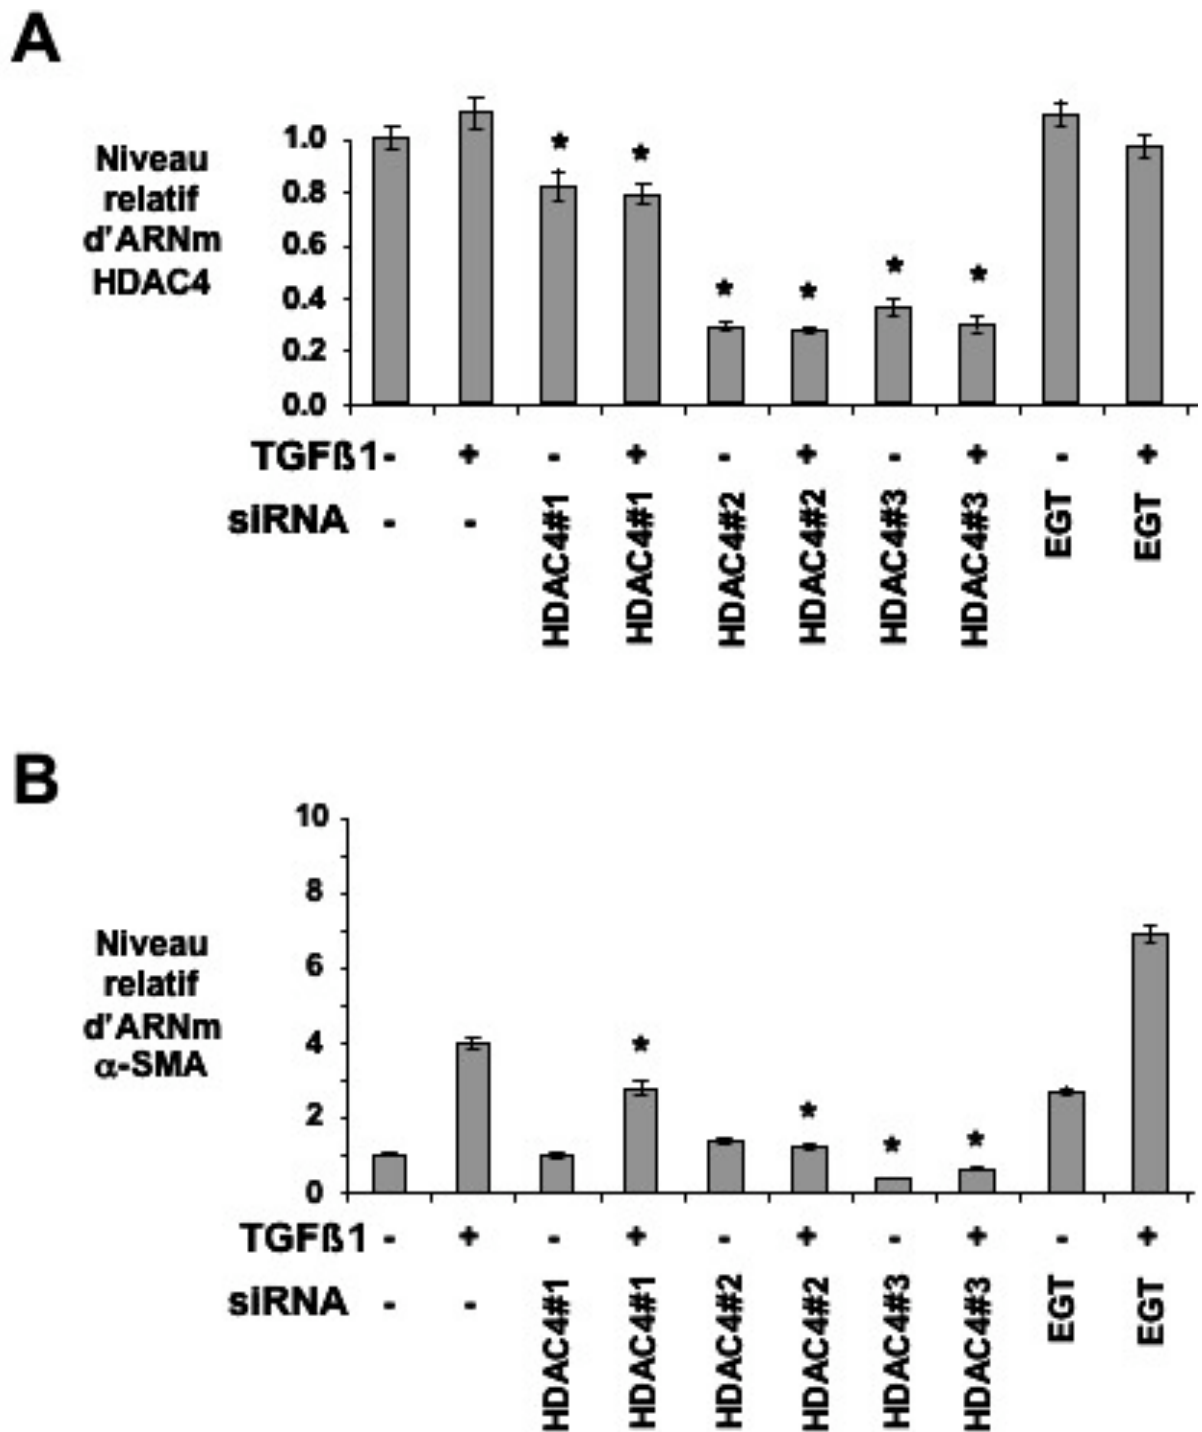 A
Niveau
relatif
d'ARNm
HDAC4
1.0
0.8
0.6
0.4
0.2
0.0
* * * * * *
TGFß1 - + - + - + - + - +
siRNA - - HDAC4#1 HDAC4#1 HDAC4#2 HDAC4#2 HDAC4#3 HDAC4#3 EGT EGT
B
Niveau
relatif
d'ARNm
α-SMA
10
8
6
4
2
0
* * * *
TGFß1 - + - + - + - + - +
siRNA - - HDAC4#1 HDAC4#1 HDAC4#2 HDAC4#2 HDAC4#3 HDAC4#3 EGT EGT